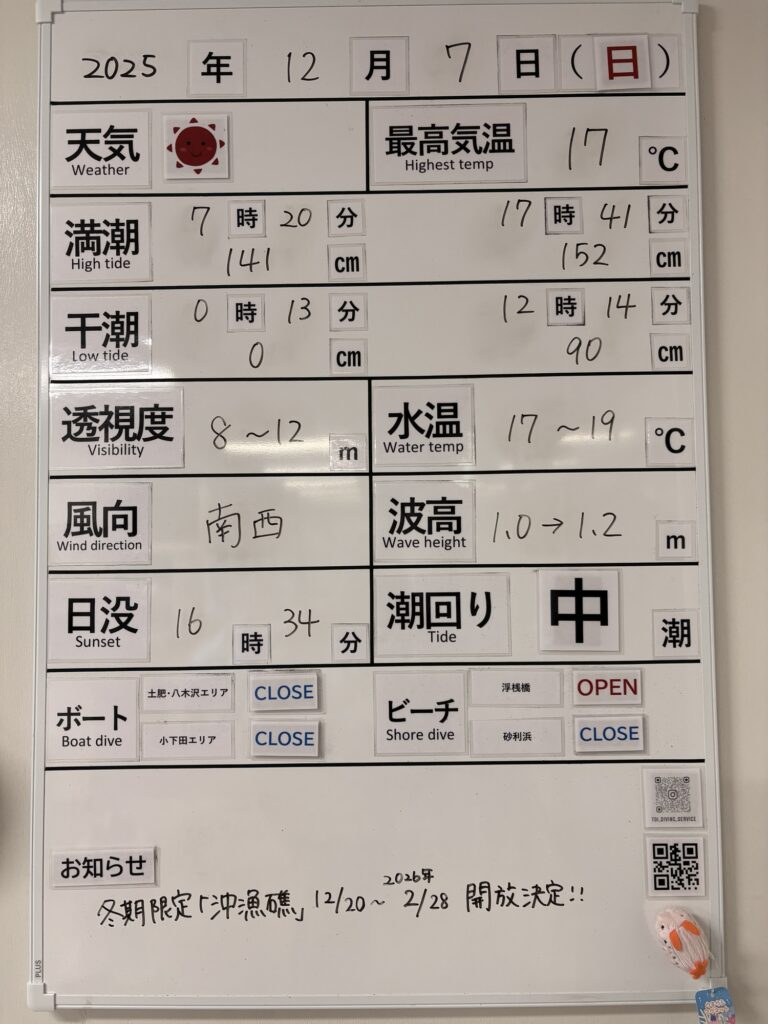 2025 年 12 月 7 日 (日)
天気 最高気温 17 ℃
Weather Highest temp
満潮 7 時 20 分 17 時 41 分
High tide 141 cm 152 cm
干潮 0 時 13 分 12 時 14 分
Low tide 0 cm 90 cm
透視度 8～12 m 水温 17～19 ℃
Visibility Water temp
風向 南西 波高 1.0→1.2 m
Wind direction Wave height
日没 16 時 34 分 潮回り 中 潮
Sunset Tide
ボート 土肥・八木沢エリア CLOSE ビーチ 浮桟橋 OPEN
Boat dive 小下田エリア CLOSE Shore dive 砂利浜 CLOSE
TOI_DIVING_SERVICE
お知らせ
冬期限定「沖漁礁」12/20～2026年2/28 開放決定!!
PLUS